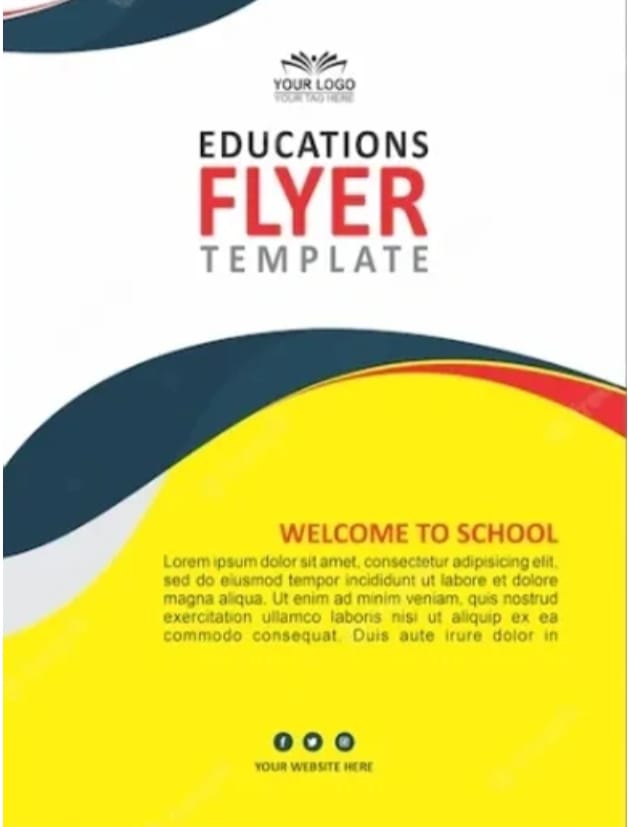 YOUR LOGO
YOUR TAG HERE
EDUCATIONS
FLYER
TEMPLATE
WELCOME TO SCHOOL
Lorem ipsum dolor sit amet, consectetur adipisicing elit,
sed do eiusmod tempor incididunt ut labore et dolore
magna aliqua. Ut enim ad minim veniam, quis nostrud
exercitation ullamco laboris nisi ut aliquip ex ea
commodo consequat. Duis aute irure dolor in
YOUR WEBSITE HERE